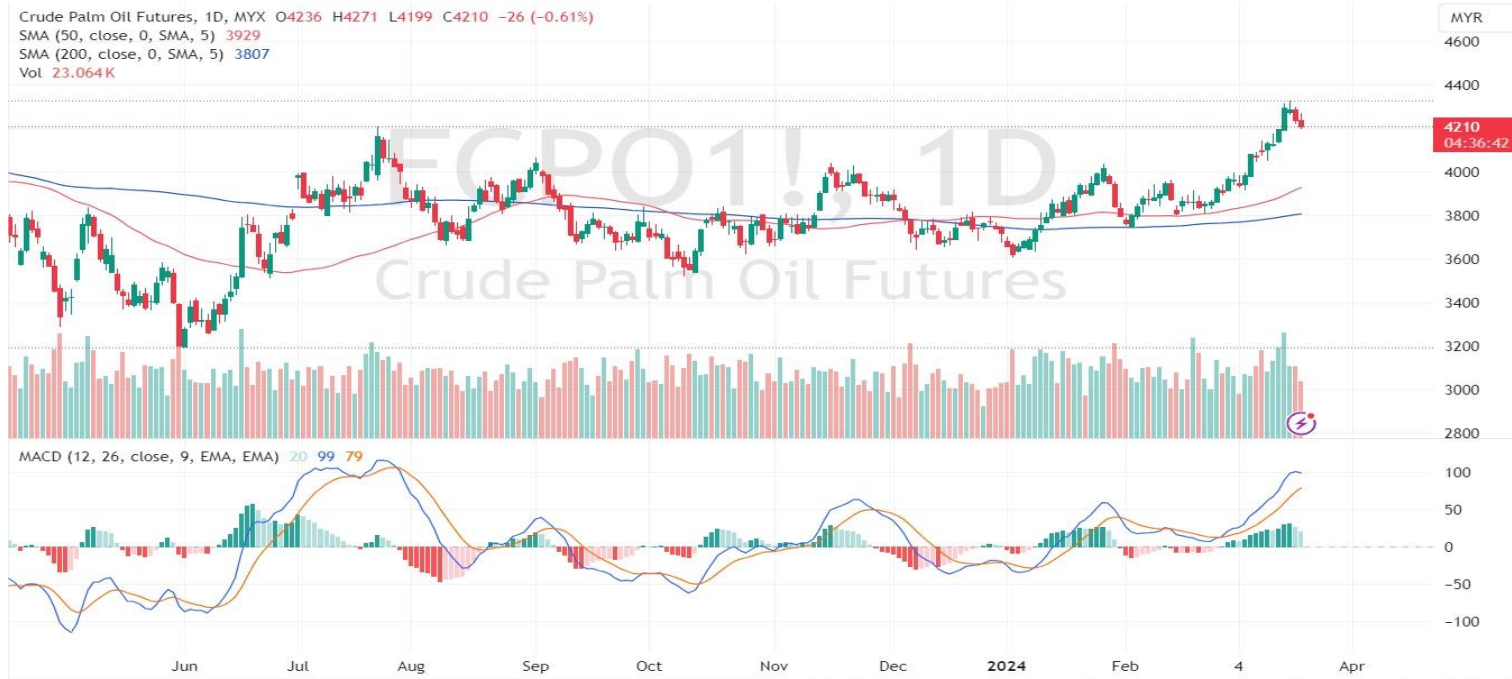 Crude Palm Oil Futures, 1D, MYX O4236 H4271 L4199 C4210 −26 (−0.61%)
SMA (50, close, 0, SMA, 5) 3929
SMA (200, close, 0, SMA, 5) 3807
Vol 23.064K
MYR
4600
4400
4210
04:36:42
4000
3800
3600
3400
3200
3000
2800
FCPO1!, 1D
Crude Palm Oil Futures
MACD (12, 26, close, 9, EMA, EMA) 20 99 79
100
50
0
−50
−100
Jun Jul Aug Sep Oct Nov Dec 2024 Feb 4 Apr